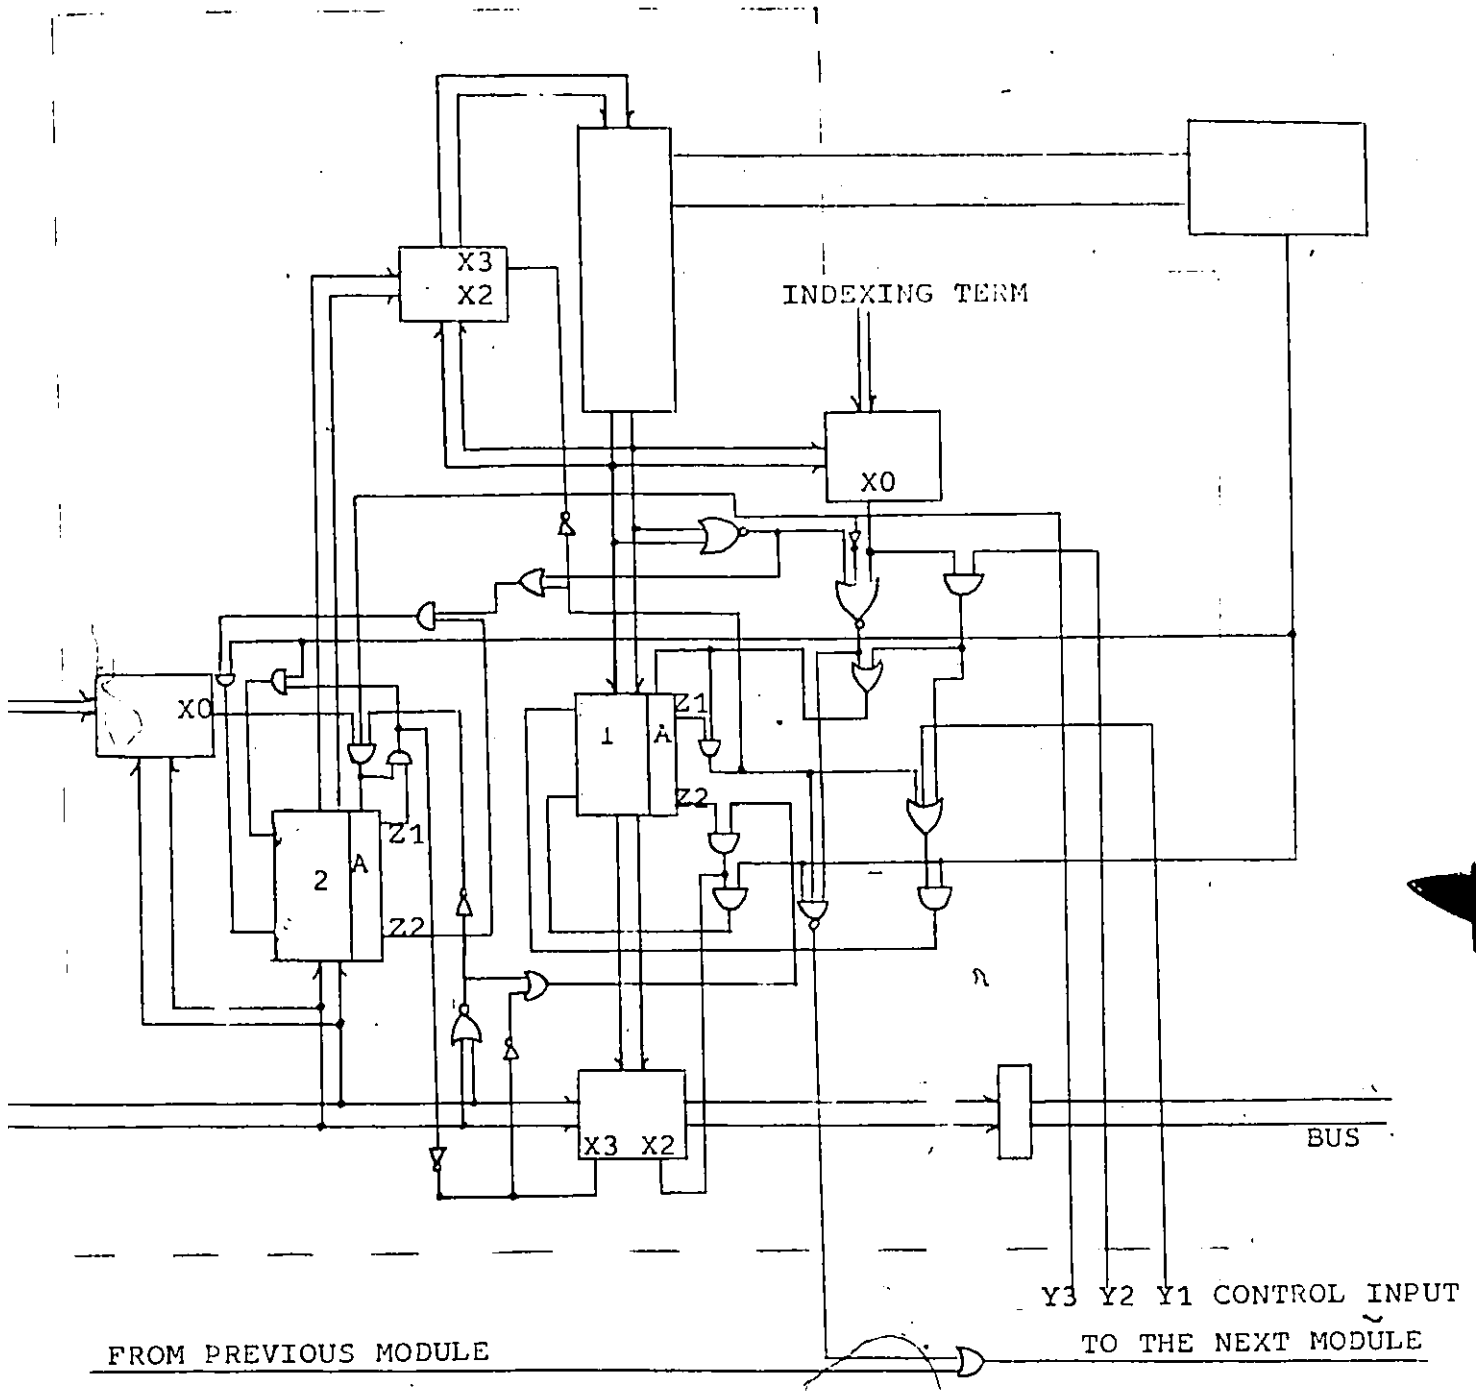 X3
X2
INDEXING TERM
X0
X0
Z1
1 A
Z2
Z1
A
2
Z2
X3 X2
BUS
Y3 Y2 Y1 CONTROL INPUT
TO THE NEXT MODULE
FROM PREVIOUS MODULE